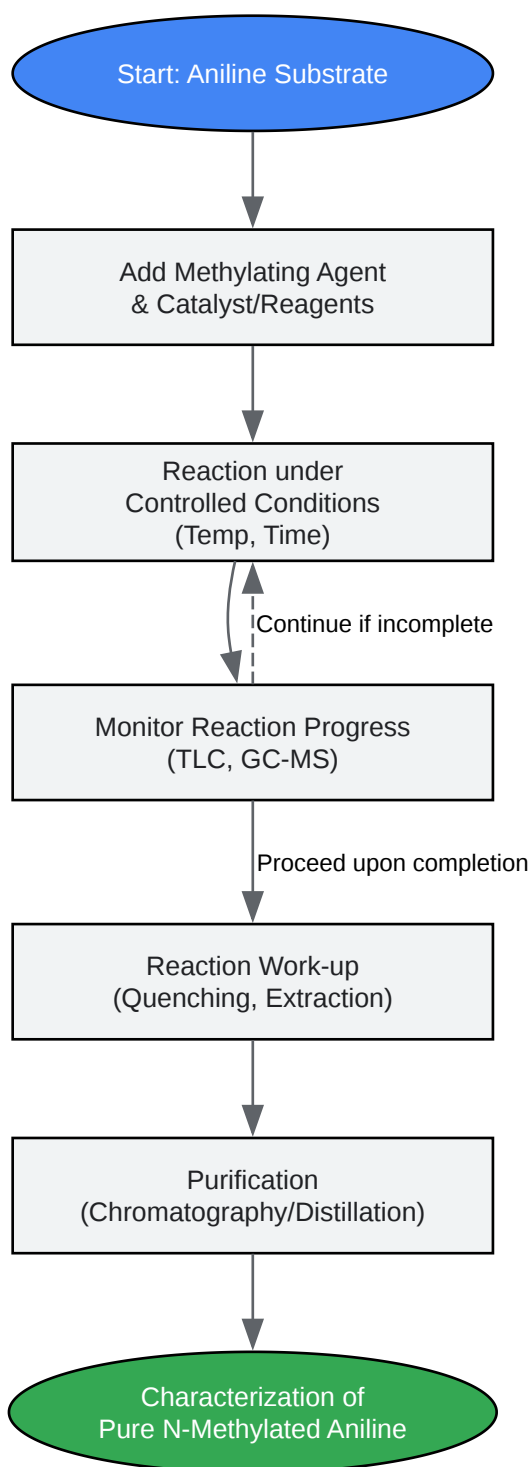 Start: Aniline Substrate
Add Methylating Agent
& Catalyst/Reagents
Reaction under
Controlled Conditions
(Temp, Time)
Continue if incomplete
Monitor Reaction Progress
(TLC, GC-MS)
Proceed upon completion
Reaction Work-up
(Quenching, Extraction)
Purification
(Chromatography/Distillation)
Characterization of
Pure N-Methylated Aniline